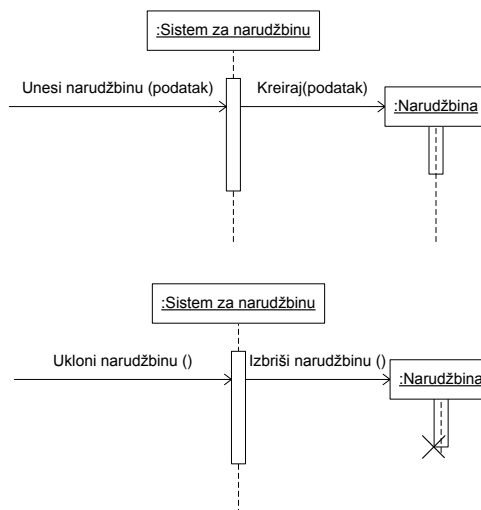 :Sistem za narudžbinu
Unesi narudžbinu (podatak)
Kreiraj(podatak)
:Narudžbina
:Sistem za narudžbinu
Ukloni narudžbinu ()
Izbriši narudžbinu ()
:Narudžbina